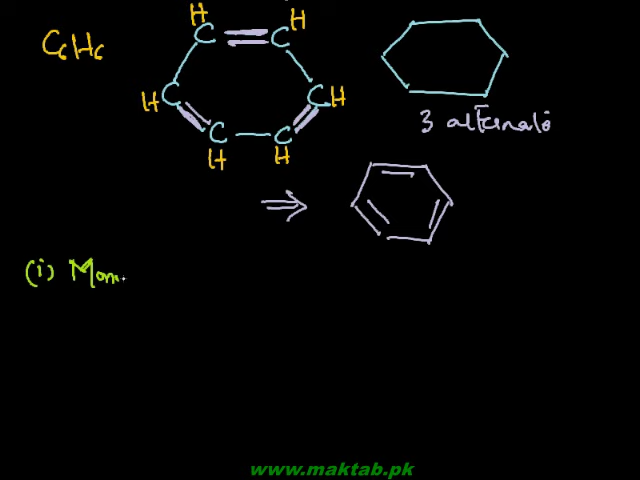 H H
C₆H₆ C C
H C C H
3 alternate
C C
H H
(i) Mon
www.maktab.pk